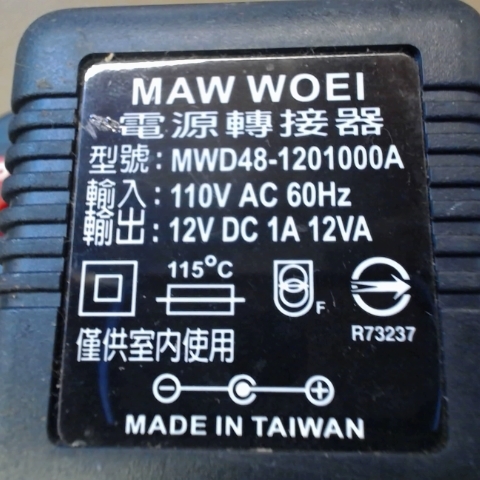 MAW WOEI
電源轉接器
型號：MWD48-1201000A
輸入：110V AC 60Hz
輸出：12V DC 1A 12VA
115°C
F
R73237
僅供室內使用
MADE IN TAIWAN